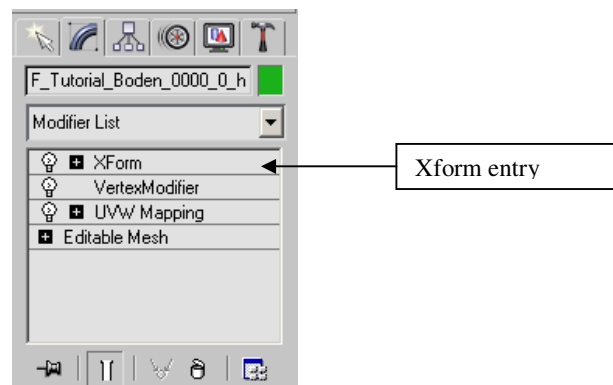 F_Tutorial_Boden_0000_0_h
Modifier List
XForm
Xform entry
VertexModifier
UVW Mapping
Editable Mesh